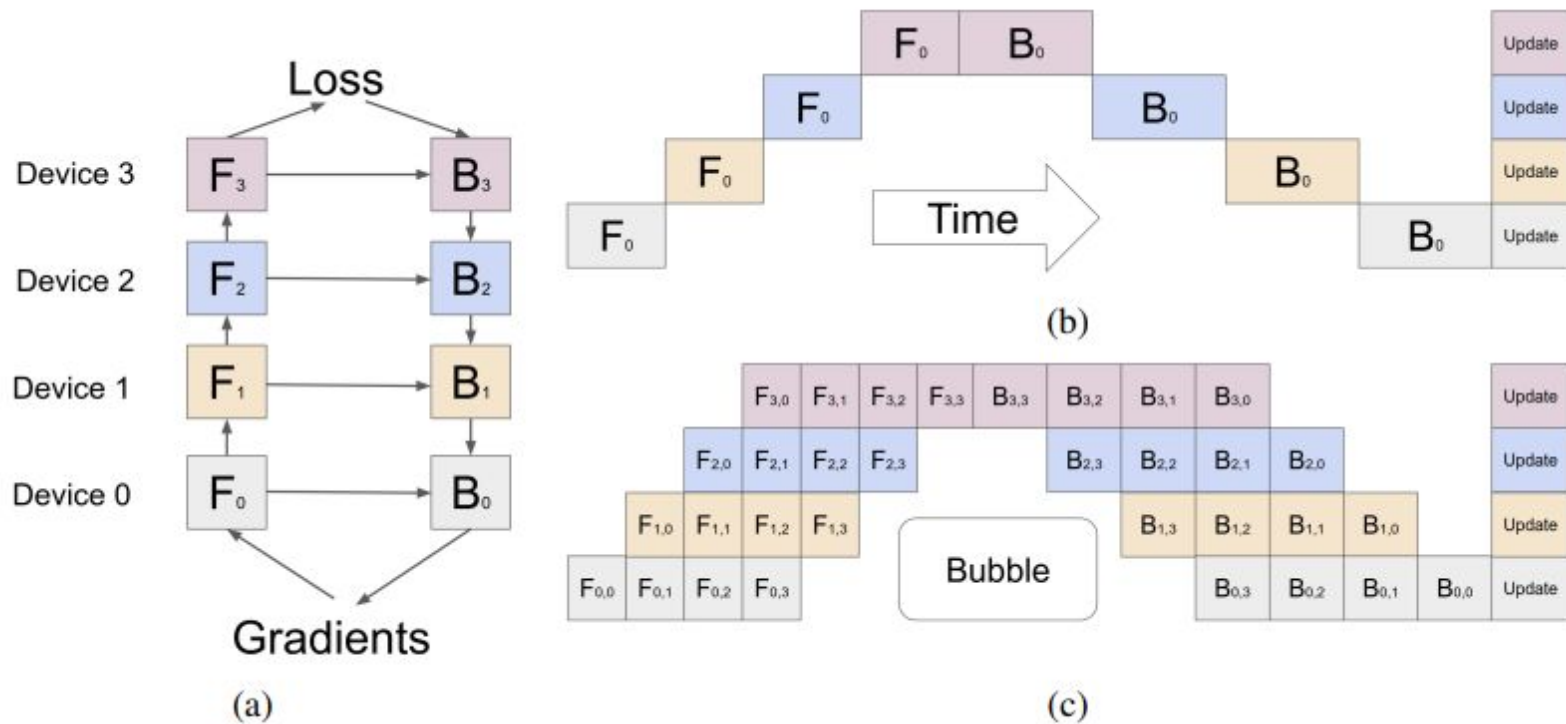 Loss
Device 3 F3 B3
Device 2 F2 B2
Device 1 F1 B1
Device 0 F0 B0
Gradients
(a)
F0 B0 Update
F0 B0 Update
F0 B0 Update
F0 B0 Update
Time
(b)
F3,0 F3,1 F3,2 F3,3 B3,3 B3,2 B3,1 B3,0 Update
F2,0 F2,1 F2,2 F2,3 B2,3 B2,2 B2,1 B2,0 Update
F1,0 F1,1 F1,2 F1,3 B1,3 B1,2 B1,1 B1,0 Update
Bubble
F0,0 F0,1 F0,2 F0,3 B0,3 B0,2 B0,1 B0,0 Update
(c)